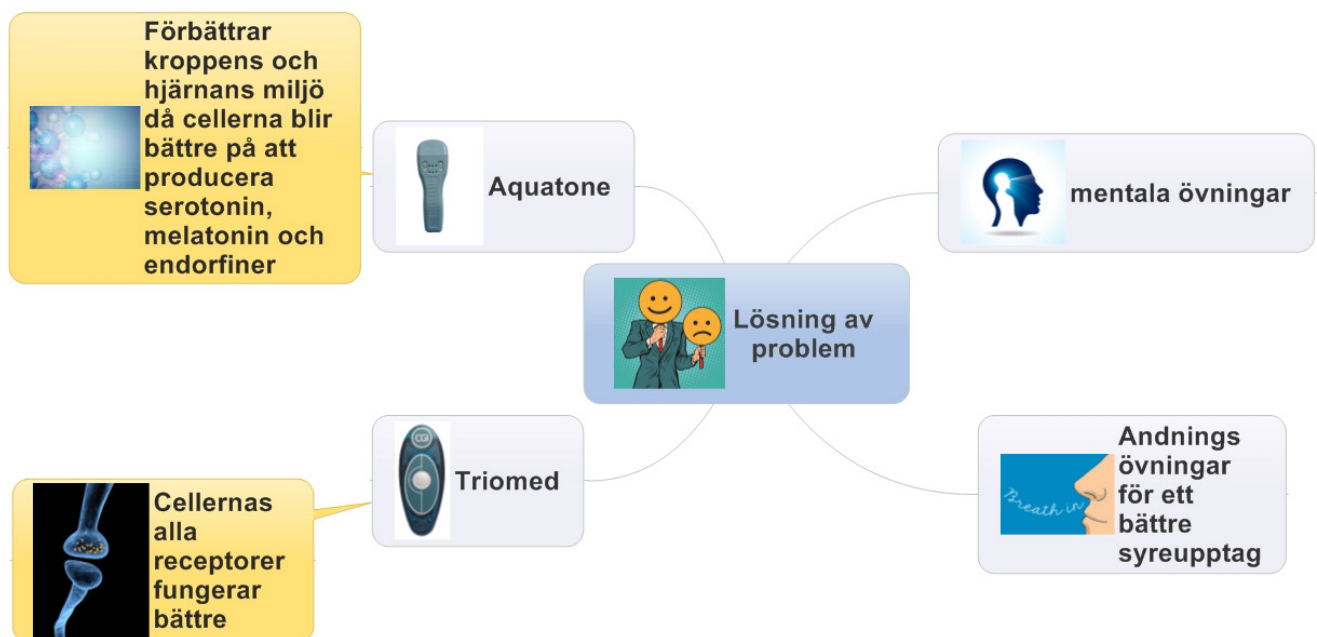 Förbättrar
kroppens och
hjärnans miljö
då cellerna blir
bättre på att
producera
serotonin,
melatonin och
endorfiner
Aquatone
mentala övningar
Lösning av
problem
Triomed
CGI
Cellernas
alla
receptorer
fungerar
bättre
Breath in
Andnings
övningar
för ett
bättre
syreupptag